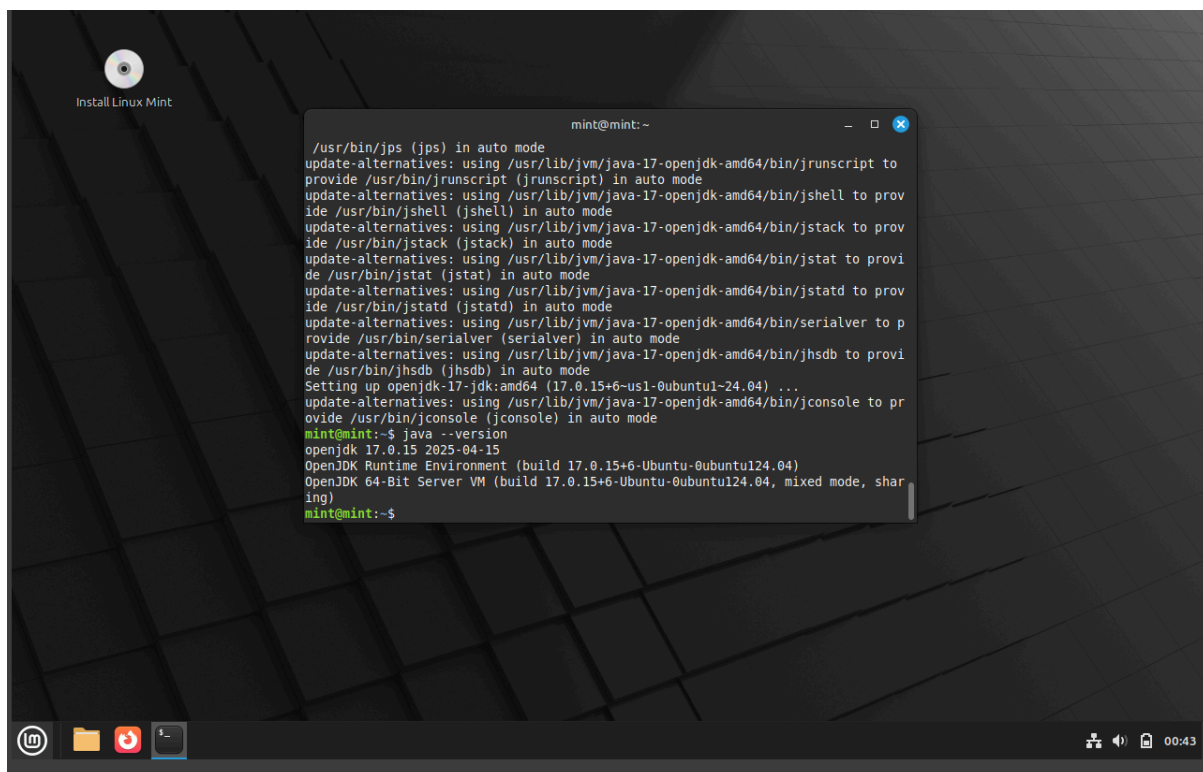 Install Linux Mint
mint@mint: ~
/usr/bin/jps (jps) in auto mode
update-alternatives: using /usr/lib/jvm/java-17-openjdk-amd64/bin/jrunscript to
provide /usr/bin/jrunscript (jrunscript) in auto mode
update-alternatives: using /usr/lib/jvm/java-17-openjdk-amd64/bin/jshell to prov
ide /usr/bin/jshell (jshell) in auto mode
update-alternatives: using /usr/lib/jvm/java-17-openjdk-amd64/bin/jstack to prov
ide /usr/bin/jstack (jstack) in auto mode
update-alternatives: using /usr/lib/jvm/java-17-openjdk-amd64/bin/jstat to provi
de /usr/bin/jstat (jstat) in auto mode
update-alternatives: using /usr/lib/jvm/java-17-openjdk-amd64/bin/jstatd to prov
ide /usr/bin/jstatd (jstatd) in auto mode
update-alternatives: using /usr/lib/jvm/java-17-openjdk-amd64/bin/serialver to p
rovide /usr/bin/serialver (serialver) in auto mode
update-alternatives: using /usr/lib/jvm/java-17-openjdk-amd64/bin/jhsdb to provi
de /usr/bin/jhsdb (jhsdb) in auto mode
Setting up openjdk-17-jdk:amd64 (17.0.15+6~us1-0ubuntu1~24.04) ...
update-alternatives: using /usr/lib/jvm/java-17-openjdk-amd64/bin/jconsole to pr
ovide /usr/bin/jconsole (jconsole) in auto mode
mint@mint:~$ java --version
openjdk 17.0.15 2025-04-15
OpenJDK Runtime Environment (build 17.0.15+6-Ubuntu-0ubuntu124.04)
OpenJDK 64-Bit Server VM (build 17.0.15+6-Ubuntu-0ubuntu124.04, mixed mode, shar
ing)
mint@mint:~$
00:43